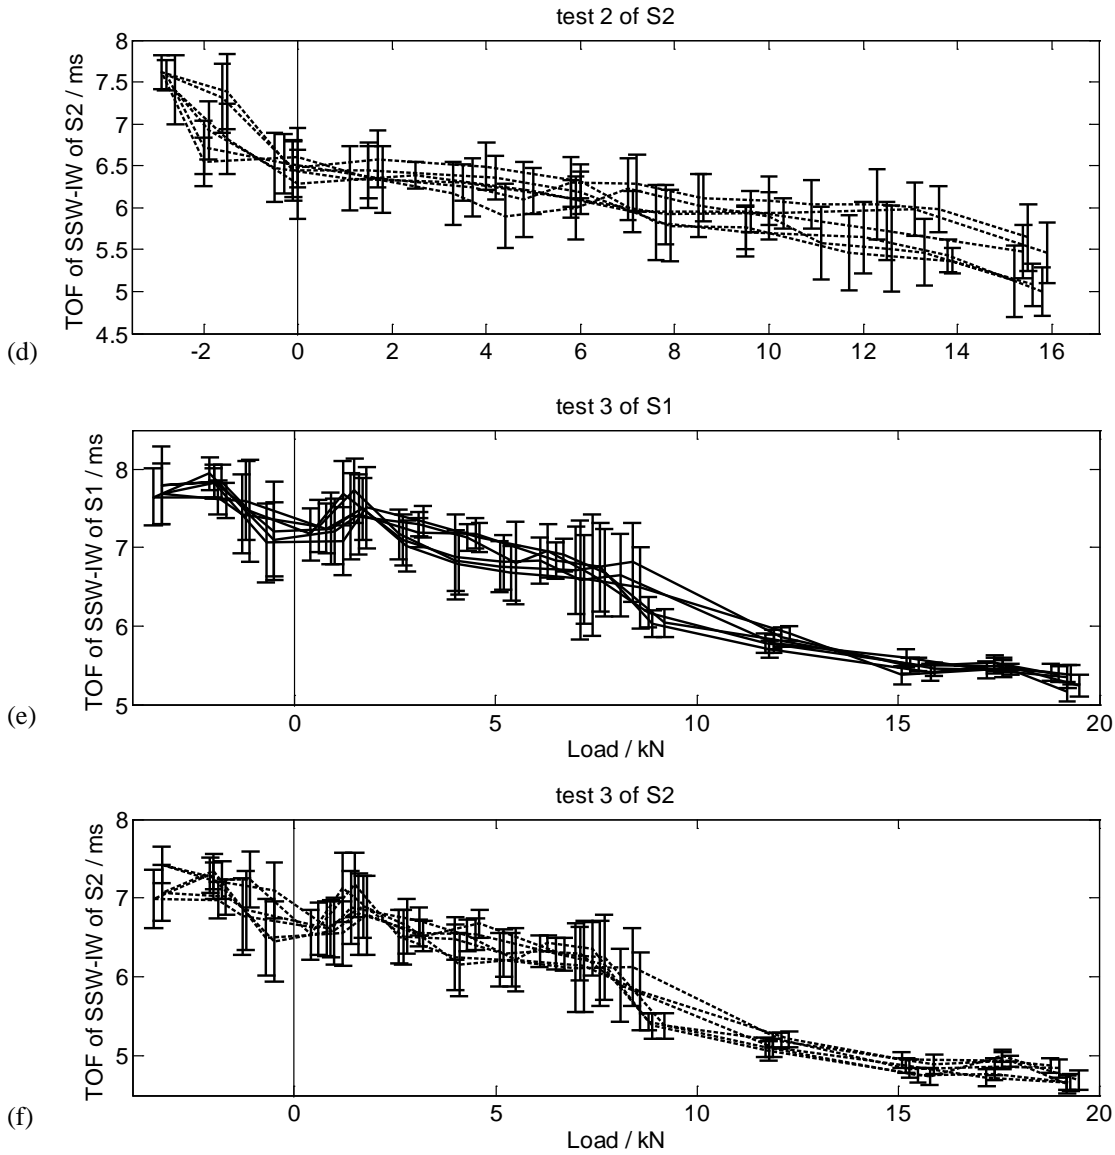 test 2 of S2
TOF of SSW-IW of S2 / ms
8
7.5
7
6.5
6
5.5
5
4.5
-2 0 2 4 6 8 10 12 14 16
(d)
test 3 of S1
TOF of SSW-IW of S1 / ms
8
7
6
5
0 5 10 15 20
Load / kN
(e)
test 3 of S2
TOF of SSW-IW of S2 / ms
8
7
6
5
0 5 10 15 20
Load / kN
(f)